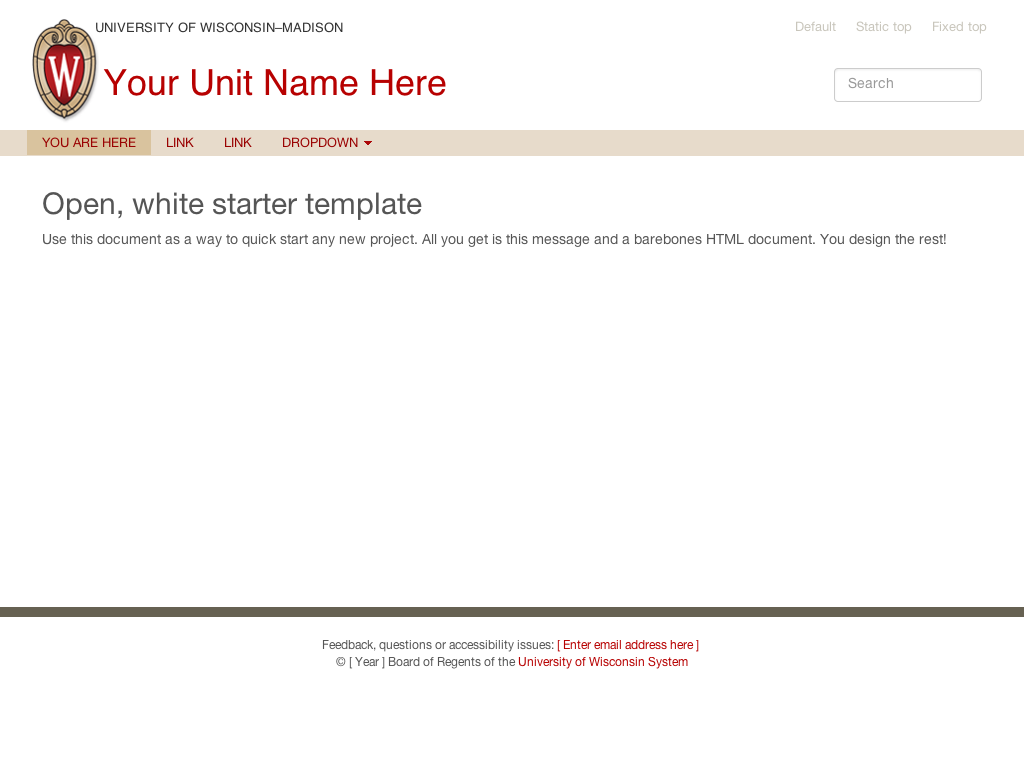 UNIVERSITY OF WISCONSIN–MADISON
Default Static top Fixed top
W
Your Unit Name Here
Search
YOU ARE HERE LINK LINK DROPDOWN
Open, white starter template
Use this document as a way to quick start any new project. All you get is this message and a barebones HTML document. You design the rest!
Feedback, questions or accessibility issues: [ Enter email address here ]
© [ Year ] Board of Regents of the University of Wisconsin System